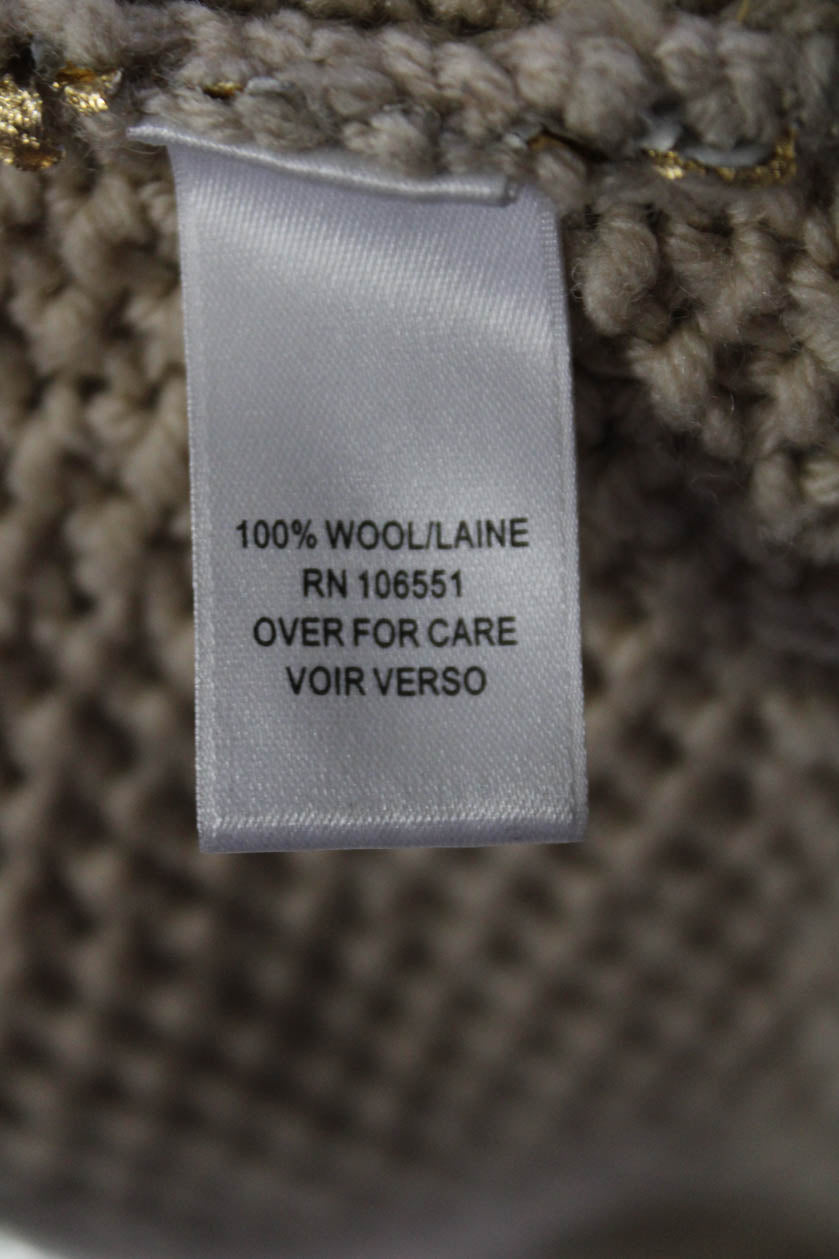 100% WOOL/LAINE
RN 106551
OVER FOR CARE
VOIR VERSO